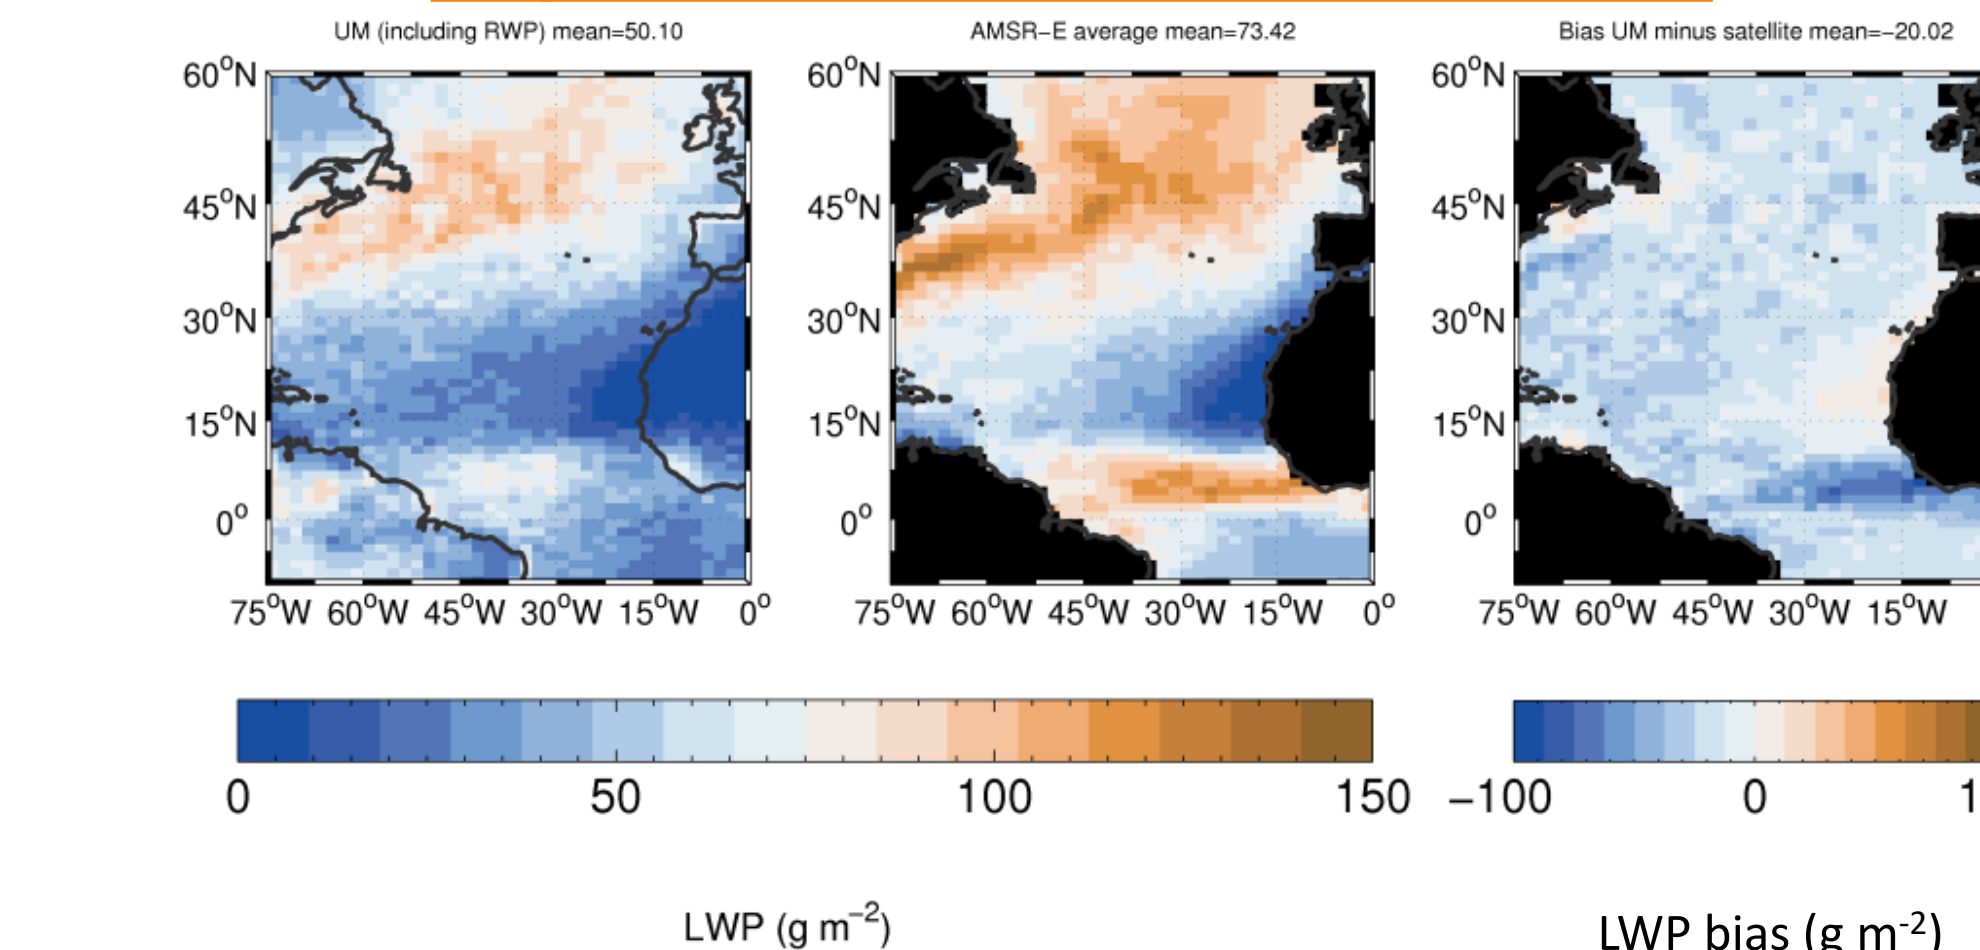 UM (including RWP) mean=50.10 AMSR−E average mean=73.42 Bias UM minus satellite mean=−20.02
60°N 60°N 60°N
45°N 45°N 45°N
30°N 30°N 30°N
15°N 15°N 15°N
0° 0° 0°
75°W 60°W 45°W 30°W 15°W 0° 75°W 60°W 45°W 30°W 15°W 0° 75°W 60°W 45°W 30°W 15°W
0 50 100 150 −100 0 1
LWP (g m⁻²) LWP bias (g m⁻²)